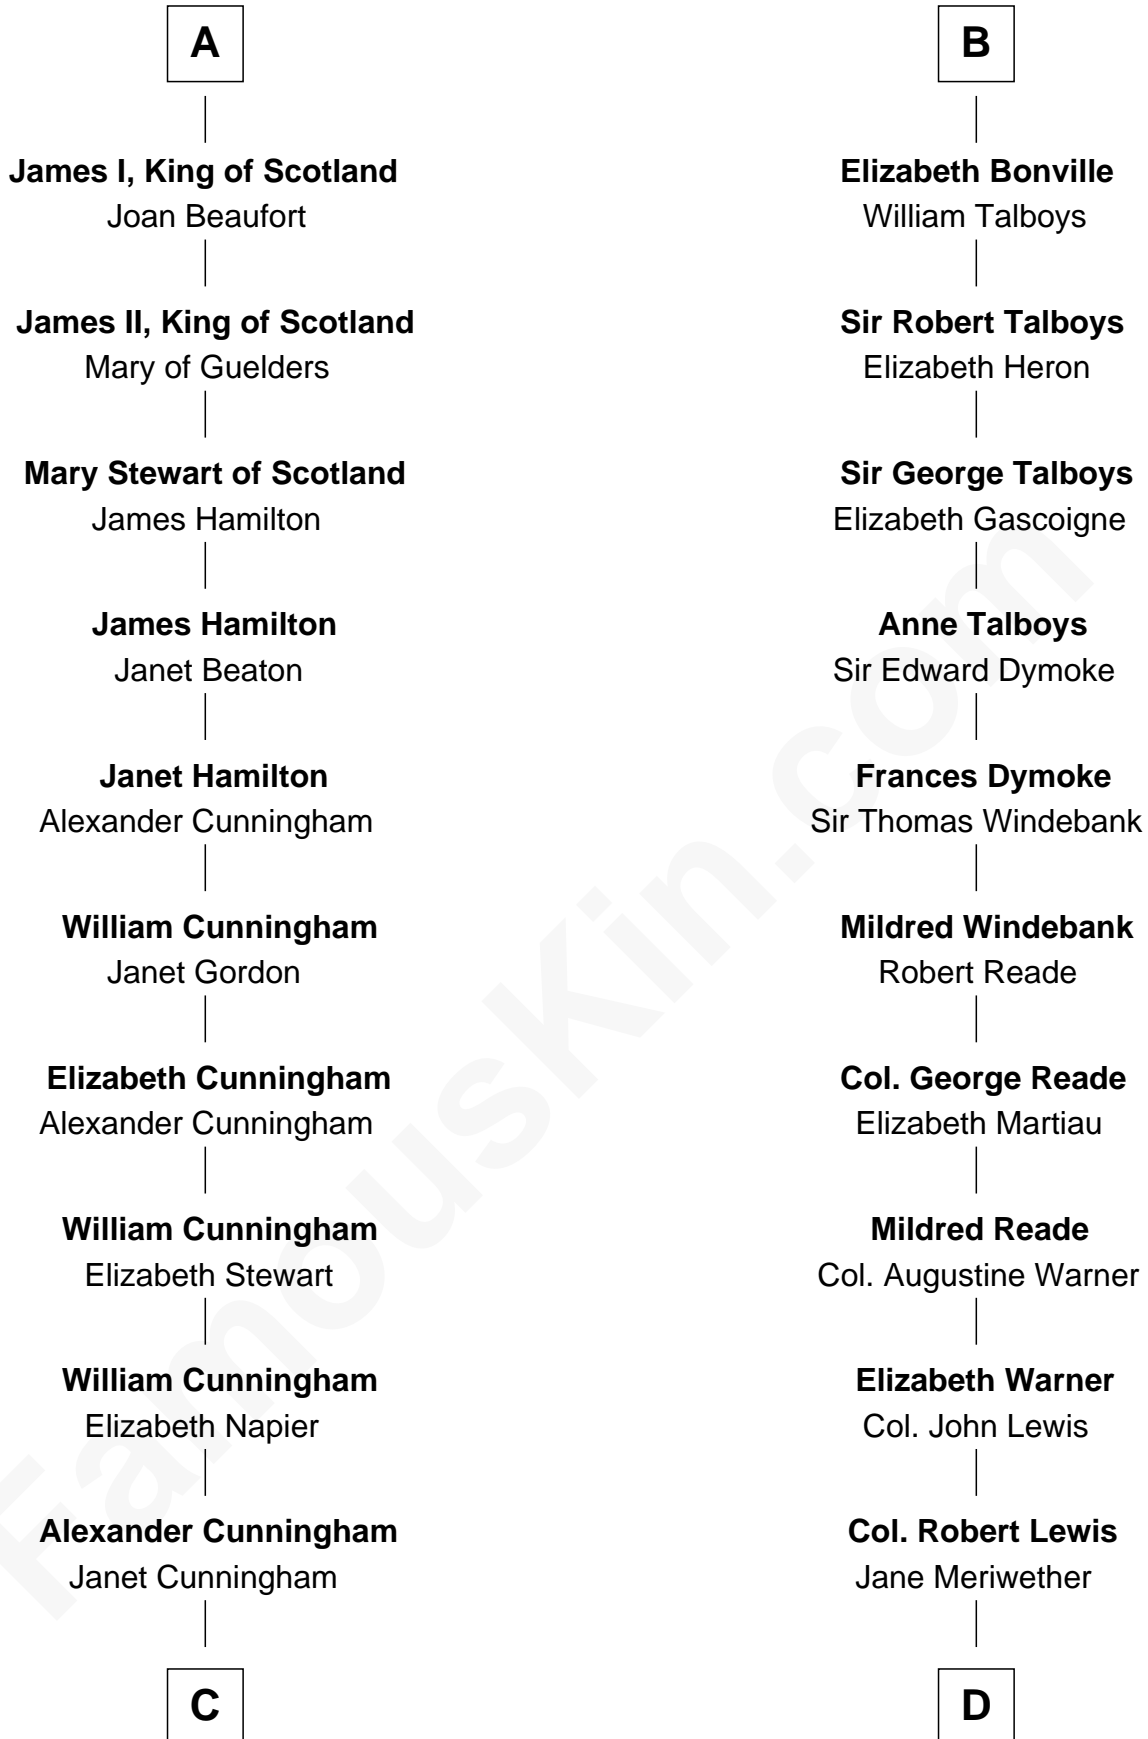 A
James I, King of Scotland
Joan Beaufort
James II, King of Scotland
Mary of Guelders
Mary Stewart of Scotland
James Hamilton
James Hamilton
Janet Beaton
Janet Hamilton
Alexander Cunningham
William Cunningham
Janet Gordon
Elizabeth Cunningham
Alexander Cunningham
William Cunningham
Elizabeth Stewart
William Cunningham
Elizabeth Napier
Alexander Cunningham
Janet Cunningham
C
B
Elizabeth Bonville
William Talboys
Sir Robert Talboys
Elizabeth Heron
Sir George Talboys
Elizabeth Gascoigne
Anne Talboys
Sir Edward Dymoke
Frances Dymoke
Sir Thomas Windebank
Mildred Windebank
Robert Reade
Col. George Reade
Elizabeth Martiau
Mildred Reade
Col. Augustine Warner
Elizabeth Warner
Col. John Lewis
Col. Robert Lewis
Jane Meriwether
D
FamousKin.com